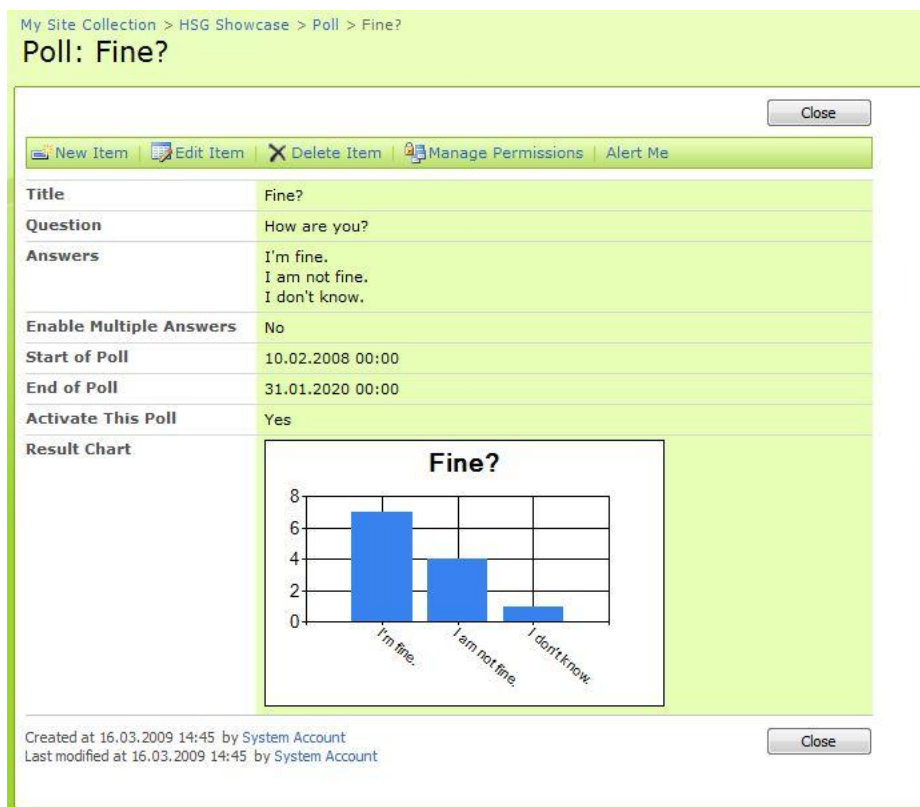 My Site Collection > HSG Showcase > Poll > Fine?
Poll: Fine?
Close
New Item | Edit Item | Delete Item | Manage Permissions | Alert Me
Title Fine?
Question How are you?
Answers I'm fine.
I am not fine.
I don't know.
Enable Multiple Answers No
Start of Poll 10.02.2008 00:00
End of Poll 31.01.2020 00:00
Activate This Poll Yes
Result Chart
Fine?
8
6
4
2
0
I'm fine. I am not fine. I don't know.
Created at 16.03.2009 14:45 by System Account
Close
Last modified at 16.03.2009 14:45 by System Account